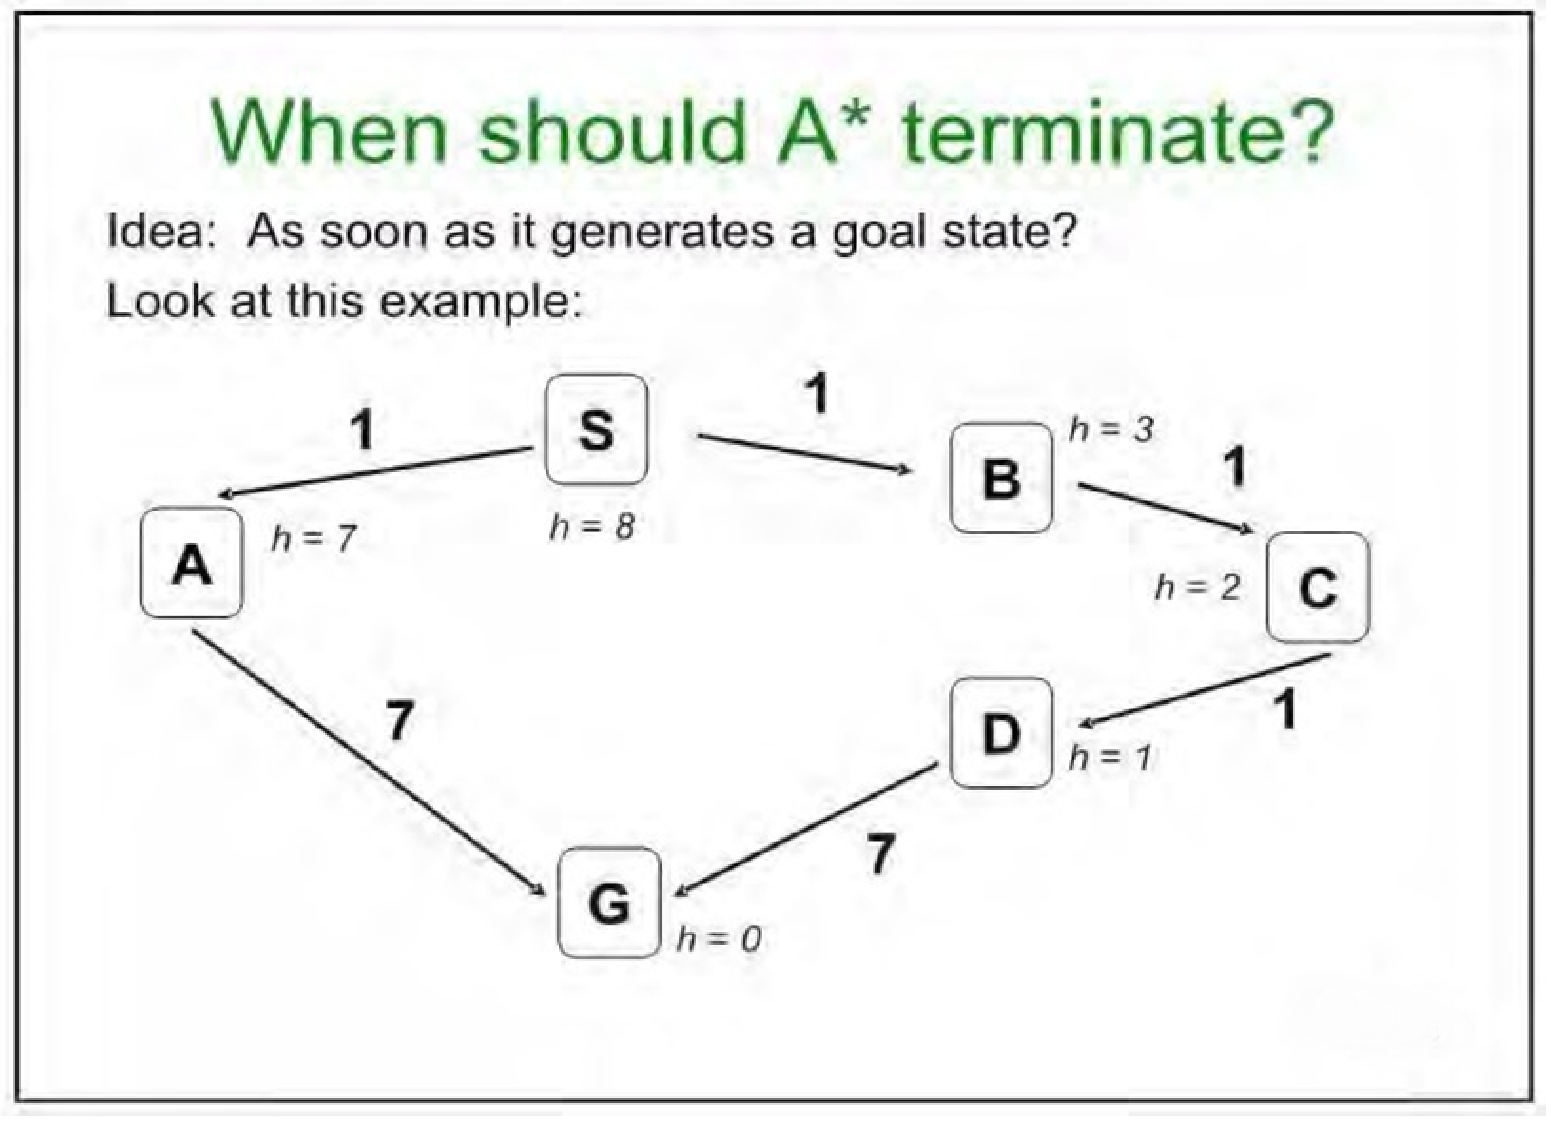 When should A* terminate?
Idea: As soon as it generates a goal state?
Look at this example:
1
S
1
h = 3
B
1
A
h = 7
h = 8
h = 2
C
7
D
h = 1
1
7
G
h = 0